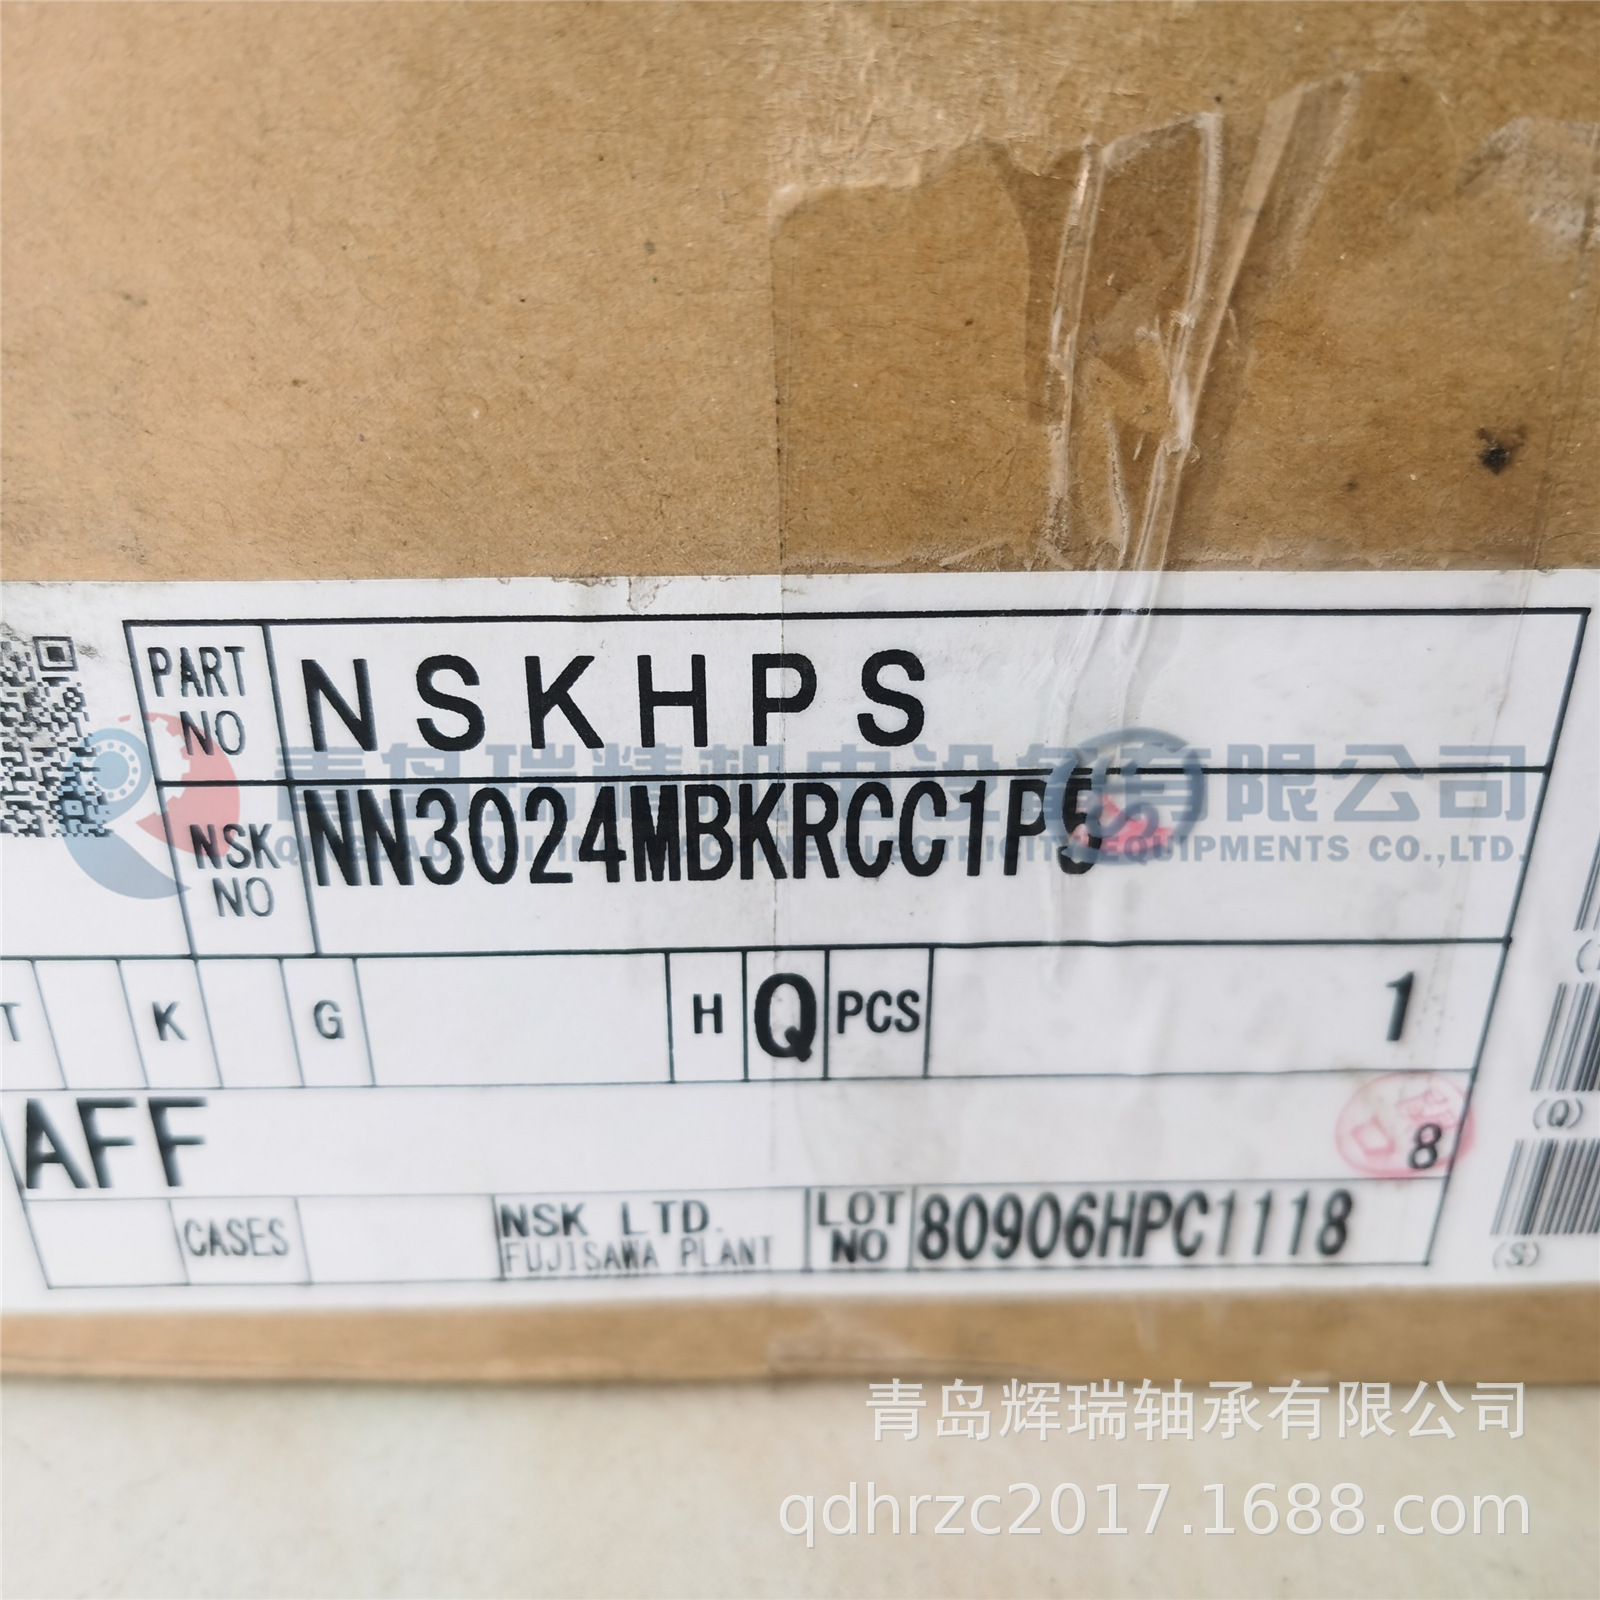 PART NO NSKHPS
青岛瑞精机电设备有限公司
NSK NO NN3024MBKRCC1P5
EQUIPMENTS CO.,LTD.
T K G H Q PCS 1
(Q)
AFF 8
CASES NSK LTD. FUJISAWA PLANT LOT NO 80906HPC1118
(S)
青岛辉瑞轴承有限公司
qdhrzc2017.1688.com